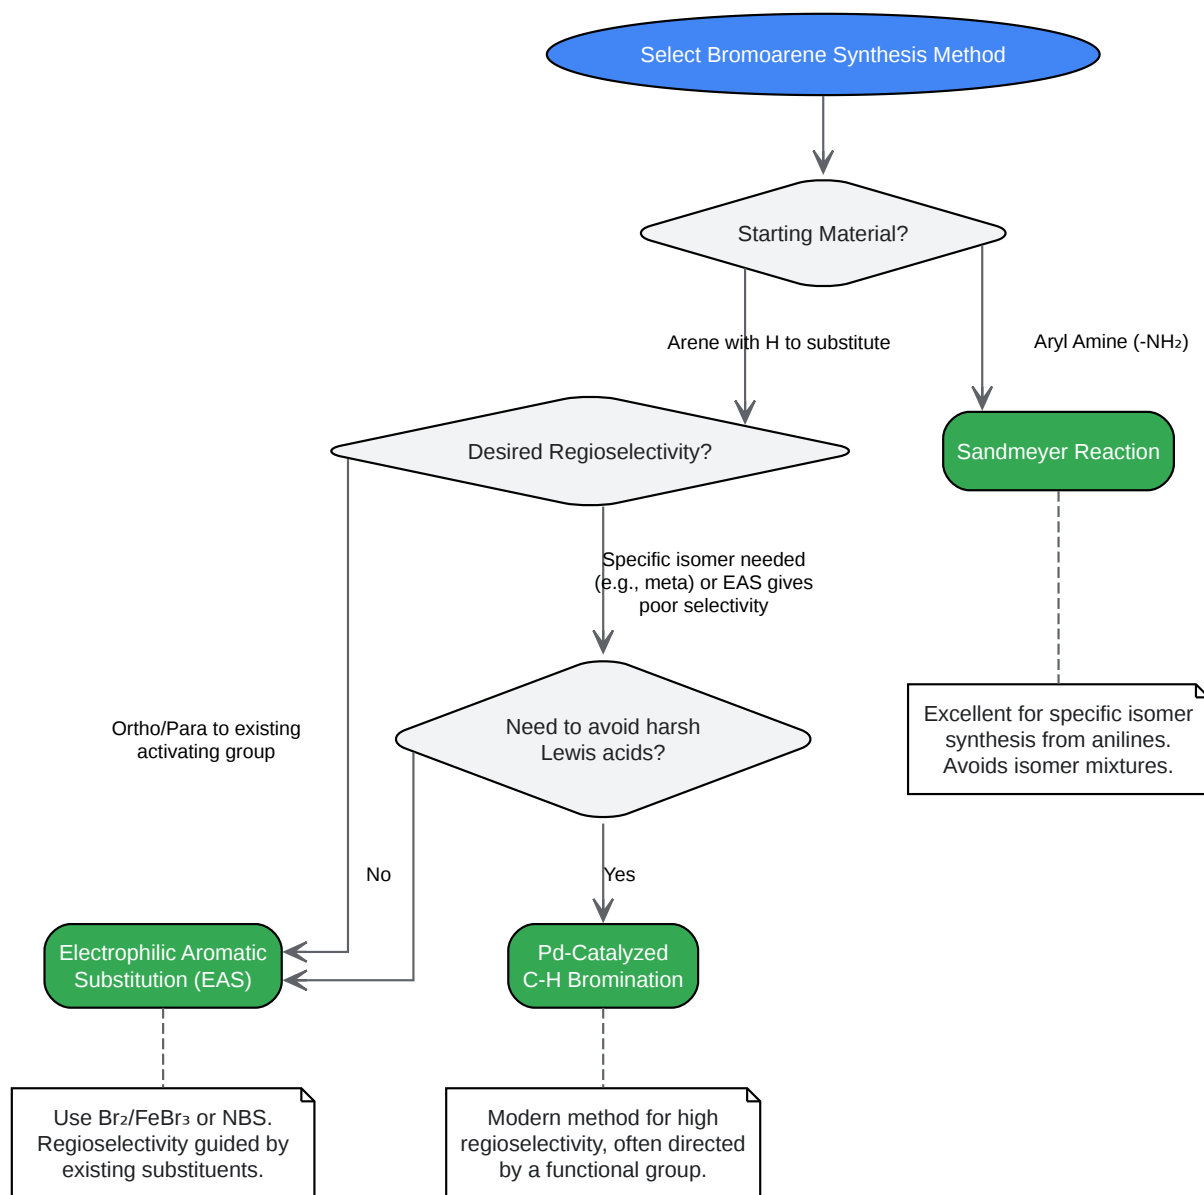 Select Bromoarene Synthesis Method
Starting Material?
Arene with H to substitute
Aryl Amine (-NH₂)
Desired Regioselectivity?
Sandmeyer Reaction
Specific isomer needed
(e.g., meta) or EAS gives
poor selectivity
Ortho/Para to existing
activating group
Need to avoid harsh
Lewis acids?
Excellent for specific isomer
synthesis from anilines.
Avoids isomer mixtures.
No
Yes
Electrophilic Aromatic
Substitution (EAS)
Pd-Catalyzed
C-H Bromination
Use Br₂/FeBr₃ or NBS.
Regioselectivity guided by
existing substituents.
Modern method for high
regioselectivity, often directed
by a functional group.